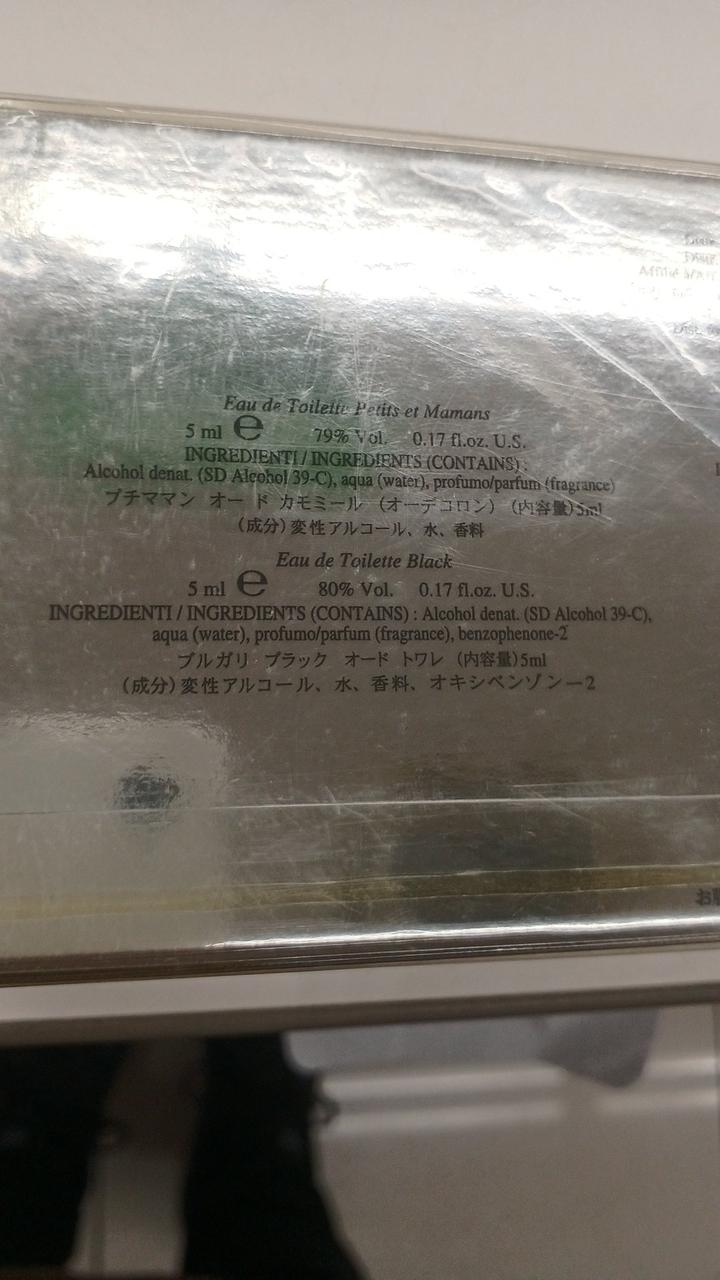 Eau de Toilette Petits et Mamans
5 ml ℮ 79% Vol. 0.17 fl.oz. U.S.
INGREDIENTI / INGREDIENTS (CONTAINS) :
Alcohol denat. (SD Alcohol 39-C), aqua (water), profumo/parfum (fragrance)
プチママン オー ド カモミール (オーデコロン) (内容量)5ml
(成分)変性アルコール、水、香料
Eau de Toilette Black
5 ml ℮ 80% Vol. 0.17 fl.oz. U.S.
INGREDIENTI / INGREDIENTS (CONTAINS) : Alcohol denat. (SD Alcohol 39-C),
aqua (water), profumo/parfum (fragrance), benzophenone-2
ブルガリ ブラック オード トワレ (内容量)5ml
(成分)変性アルコール、水、香料、オキシベンゾンー2